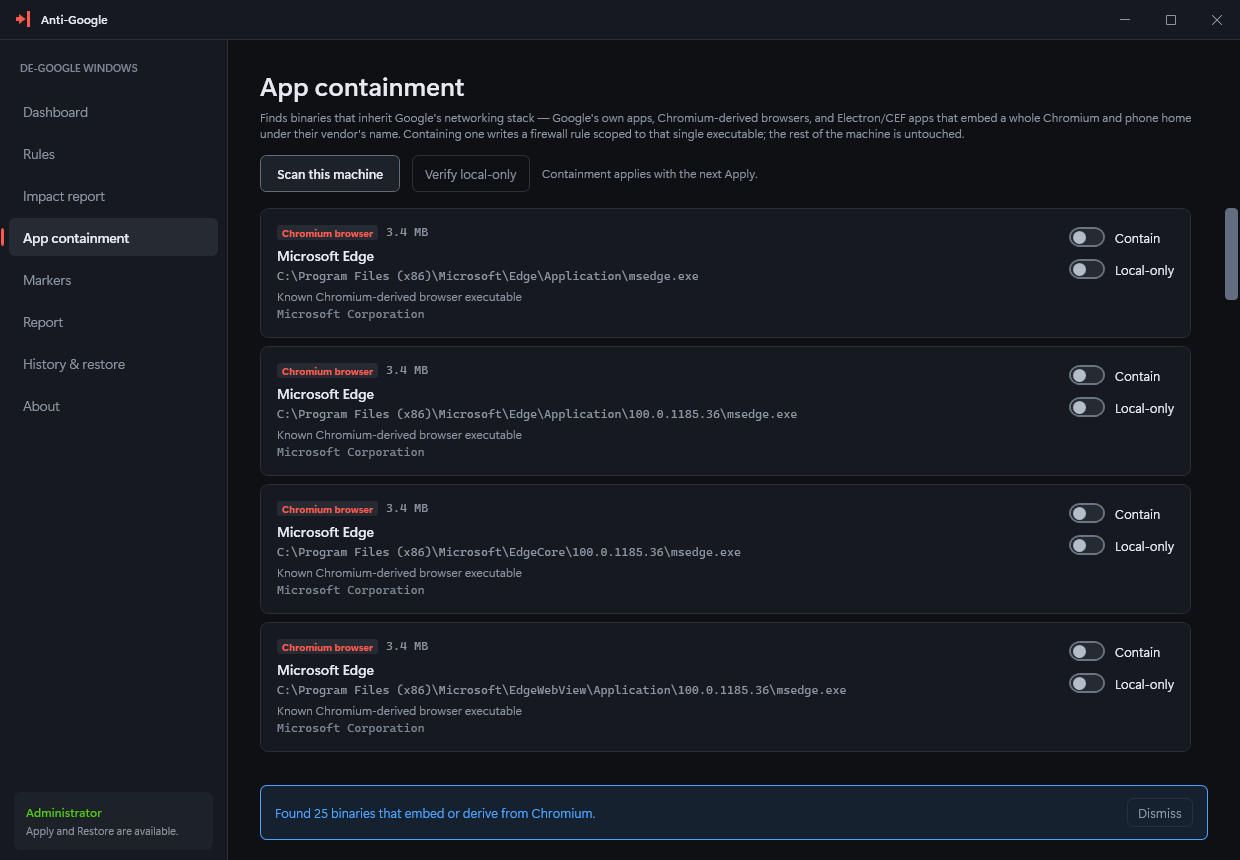 Anti-Google
DE-GOOGLE WINDOWS
Dashboard
Rules
Impact report
App containment
Markers
Report
History & restore
About
Administrator
Apply and Restore are available.
App containment
Finds binaries that inherit Google's networking stack — Google's own apps, Chromium-derived browsers, and Electron/CEF apps that embed a whole Chromium and phone home
under their vendor's name. Containing one writes a firewall rule scoped to that single executable; the rest of the machine is untouched.
Scan this machine
Verify local-only
Containment applies with the next Apply.
Chromium browser 3.4 MB
Microsoft Edge
C:\Program Files (x86)\Microsoft\Edge\Application\msedge.exe
Known Chromium-derived browser executable
Microsoft Corporation
Contain
Local-only
Chromium browser 3.4 MB
Microsoft Edge
C:\Program Files (x86)\Microsoft\Edge\Application\100.0.1185.36\msedge.exe
Known Chromium-derived browser executable
Microsoft Corporation
Contain
Local-only
Chromium browser 3.4 MB
Microsoft Edge
C:\Program Files (x86)\Microsoft\EdgeCore\100.0.1185.36\msedge.exe
Known Chromium-derived browser executable
Microsoft Corporation
Contain
Local-only
Chromium browser 3.4 MB
Microsoft Edge
C:\Program Files (x86)\Microsoft\EdgeWebView\Application\100.0.1185.36\msedge.exe
Known Chromium-derived browser executable
Microsoft Corporation
Contain
Local-only
Found 25 binaries that embed or derive from Chromium.
Dismiss